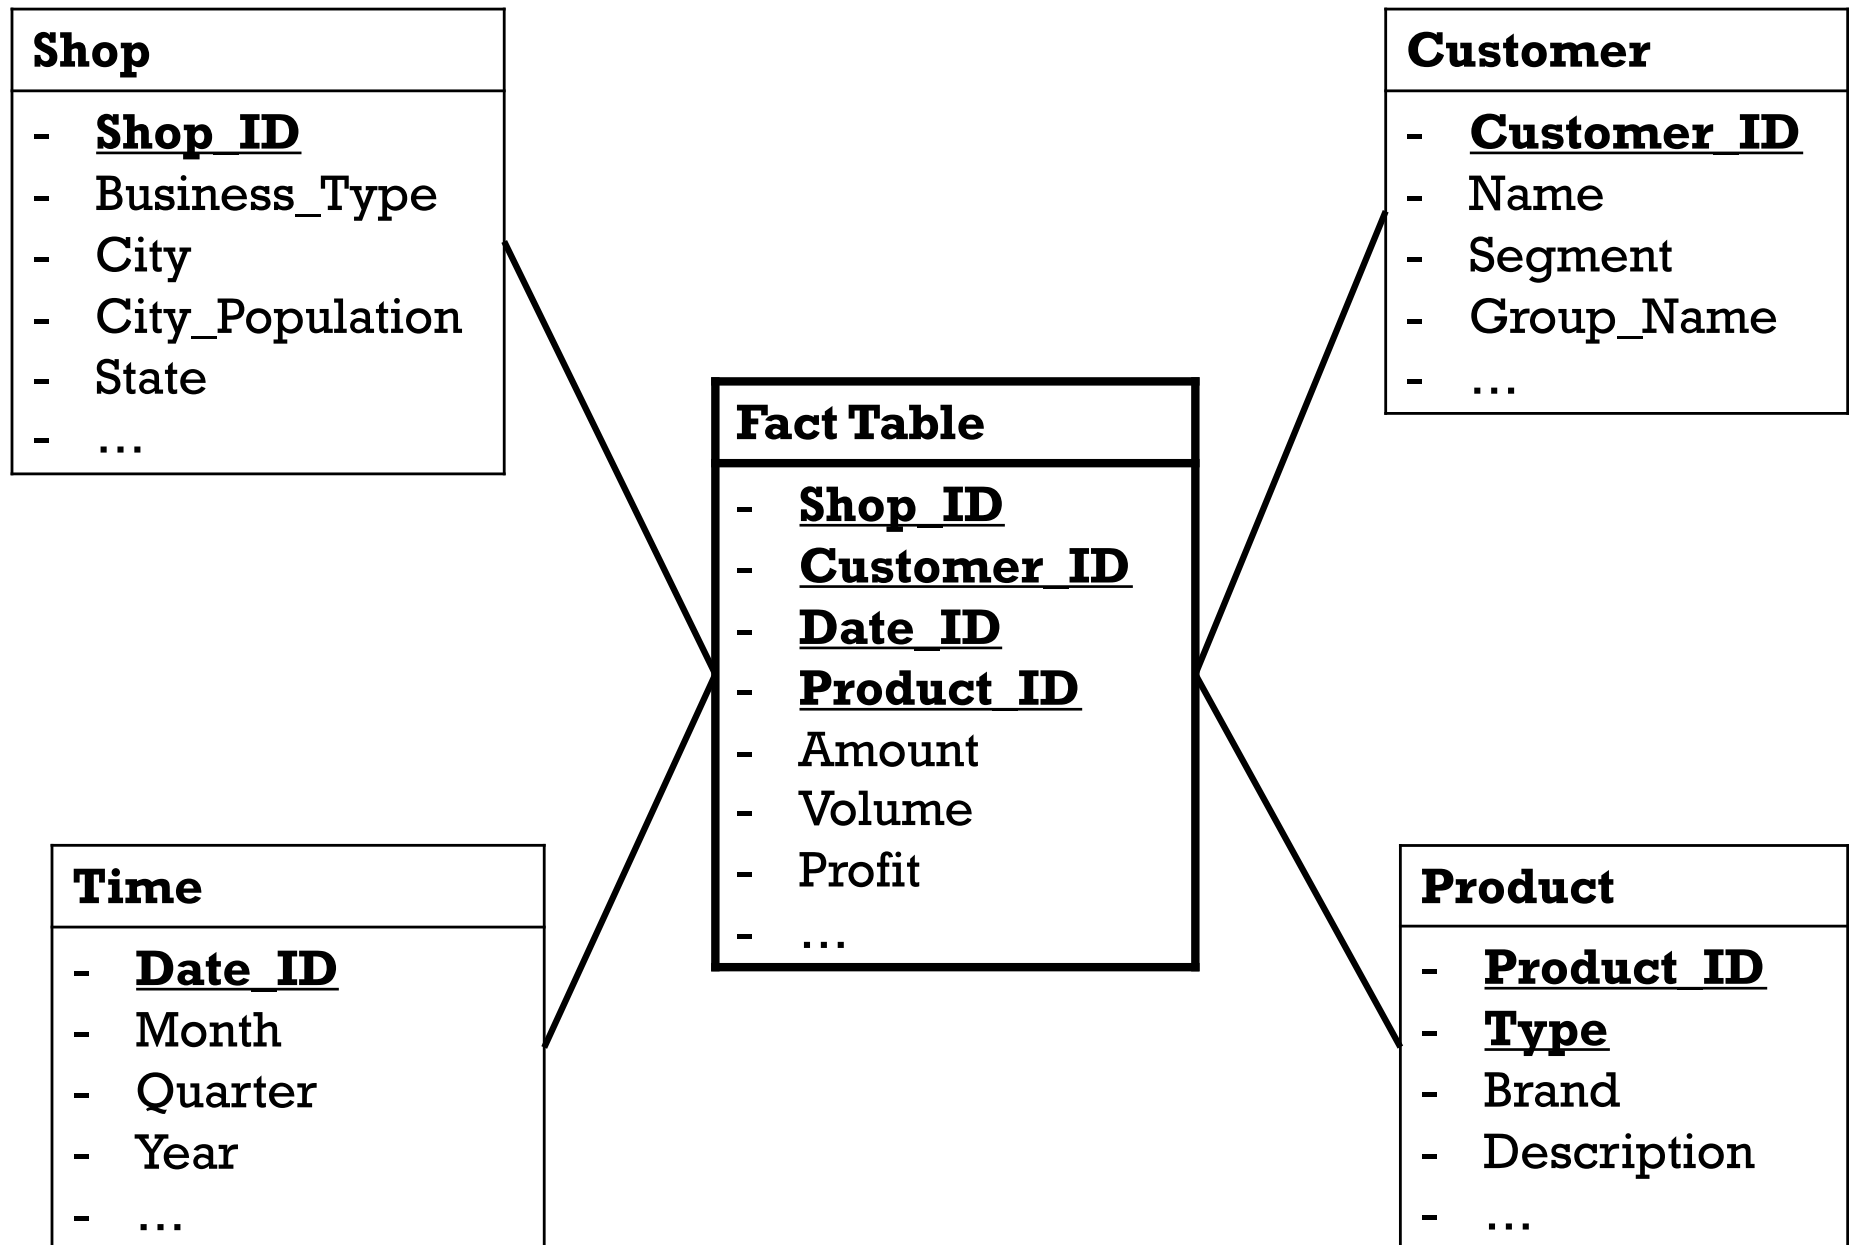 Shop
- Shop_ID
- Business_Type
- City
- City_Population
- State
- ...
Customer
- Customer_ID
- Name
- Segment
- Group_Name
- ...
Fact Table
- Shop_ID
- Customer_ID
- Date_ID
- Product_ID
- Amount
- Volume
- Profit
- ...
Time
- Date_ID
- Month
- Quarter
- Year
- ...
Product
- Product_ID
- Type
- Brand
- Description
- ...